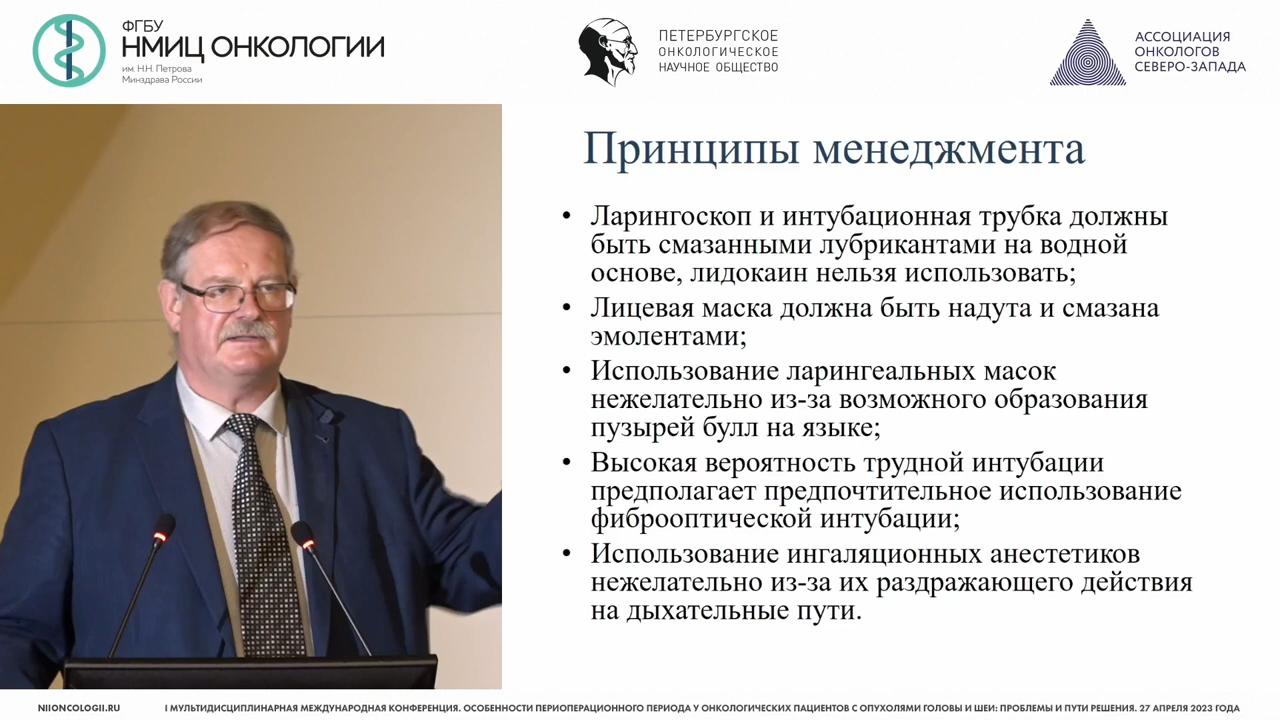 ФГБУ
НМИЦ ОНКОЛОГИИ
им. Н.Н. Петрова
Минздрава России
ПЕТЕРБУРГСКОЕ
ОНКОЛОГИЧЕСКОЕ
НАУЧНОЕ ОБЩЕСТВО
АССОЦИАЦИЯ
ОНКОЛОГОВ
СЕВЕРО-ЗАПАДА
Принципы менеджмента
• Ларингоскоп и интубационная трубка должны
быть смазанными лубрикантами на водной
основе, лидокаин нельзя использовать;
• Лицевая маска должна быть надута и смазана
эмолентами;
• Использование ларингеальных масок
нежелательно из-за возможного образования
пузырей булл на языке;
• Высокая вероятность трудной интубации
предполагает предпочтительное использование
фиброоптической интубации;
• Использование ингаляционных анестетиков
нежелательно из-за их раздражающего действия
на дыхательные пути.
NIIONCOLOGII.RU
I МУЛЬТИДИСЦИПЛИНАРНАЯ МЕЖДУНАРОДНАЯ КОНФЕРЕНЦИЯ. ОСОБЕННОСТИ ПЕРИОПЕРАЦИОННОГО ПЕРИОДА У ОНКОЛОГИЧЕСКИХ ПАЦИЕНТОВ С ОПУХОЛЯМИ ГОЛОВЫ И ШЕИ: ПРОБЛЕМЫ И ПУТИ РЕШЕНИЯ. 27 АПРЕЛЯ 2023 ГОДА